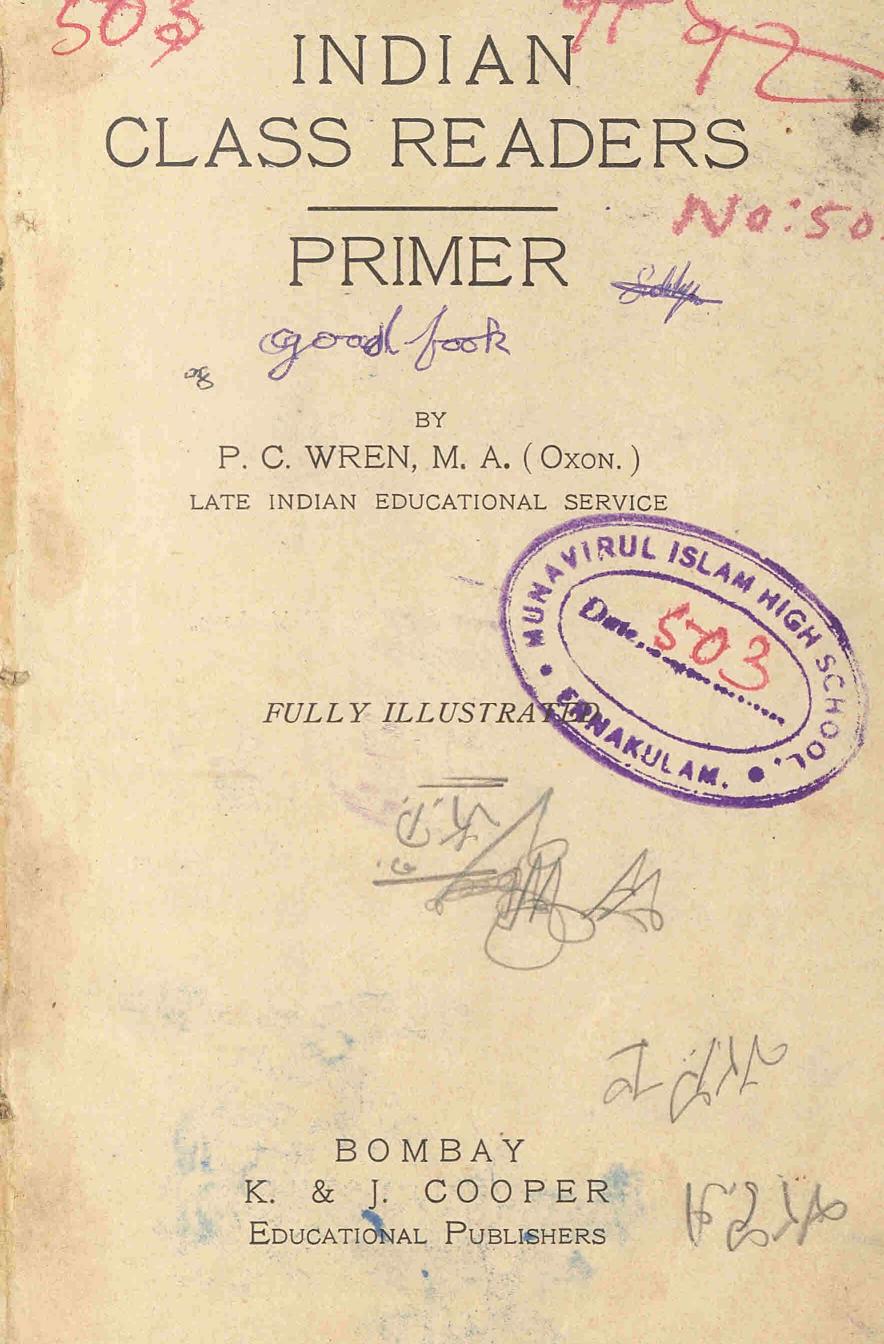 503
INDIAN
CLASS READERS
No: 50
PRIMER
good fook
BY
P. C. WREN, M. A. ( OXON. )
LATE INDIAN EDUCATIONAL SERVICE
MUNAVIRUL ISLAM HIGH SCHOOL,
Date. 503
ERNAKULAM.
FULLY ILLUSTRATED
BOMBAY
K. & J. COOPER
EDUCATIONAL PUBLISHERS